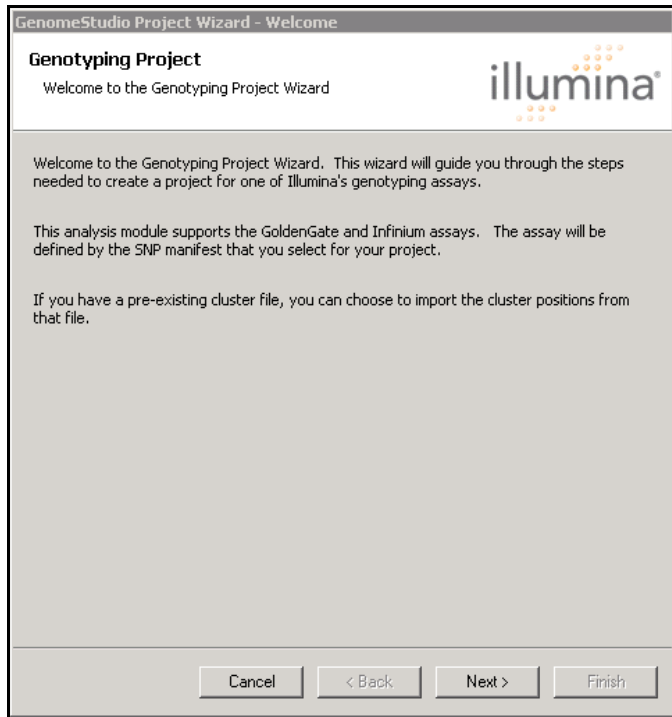 GenomeStudio Project Wizard - Welcome
Genotyping Project
Welcome to the Genotyping Project Wizard
illumina®
Welcome to the Genotyping Project Wizard. This wizard will guide you through the steps
needed to create a project for one of Illumina's genotyping assays.
This analysis module supports the GoldenGate and Infinium assays. The assay will be
defined by the SNP manifest that you select for your project.
If you have a pre-existing cluster file, you can choose to import the cluster positions from
that file.
Cancel
< Back
Next >
Finish